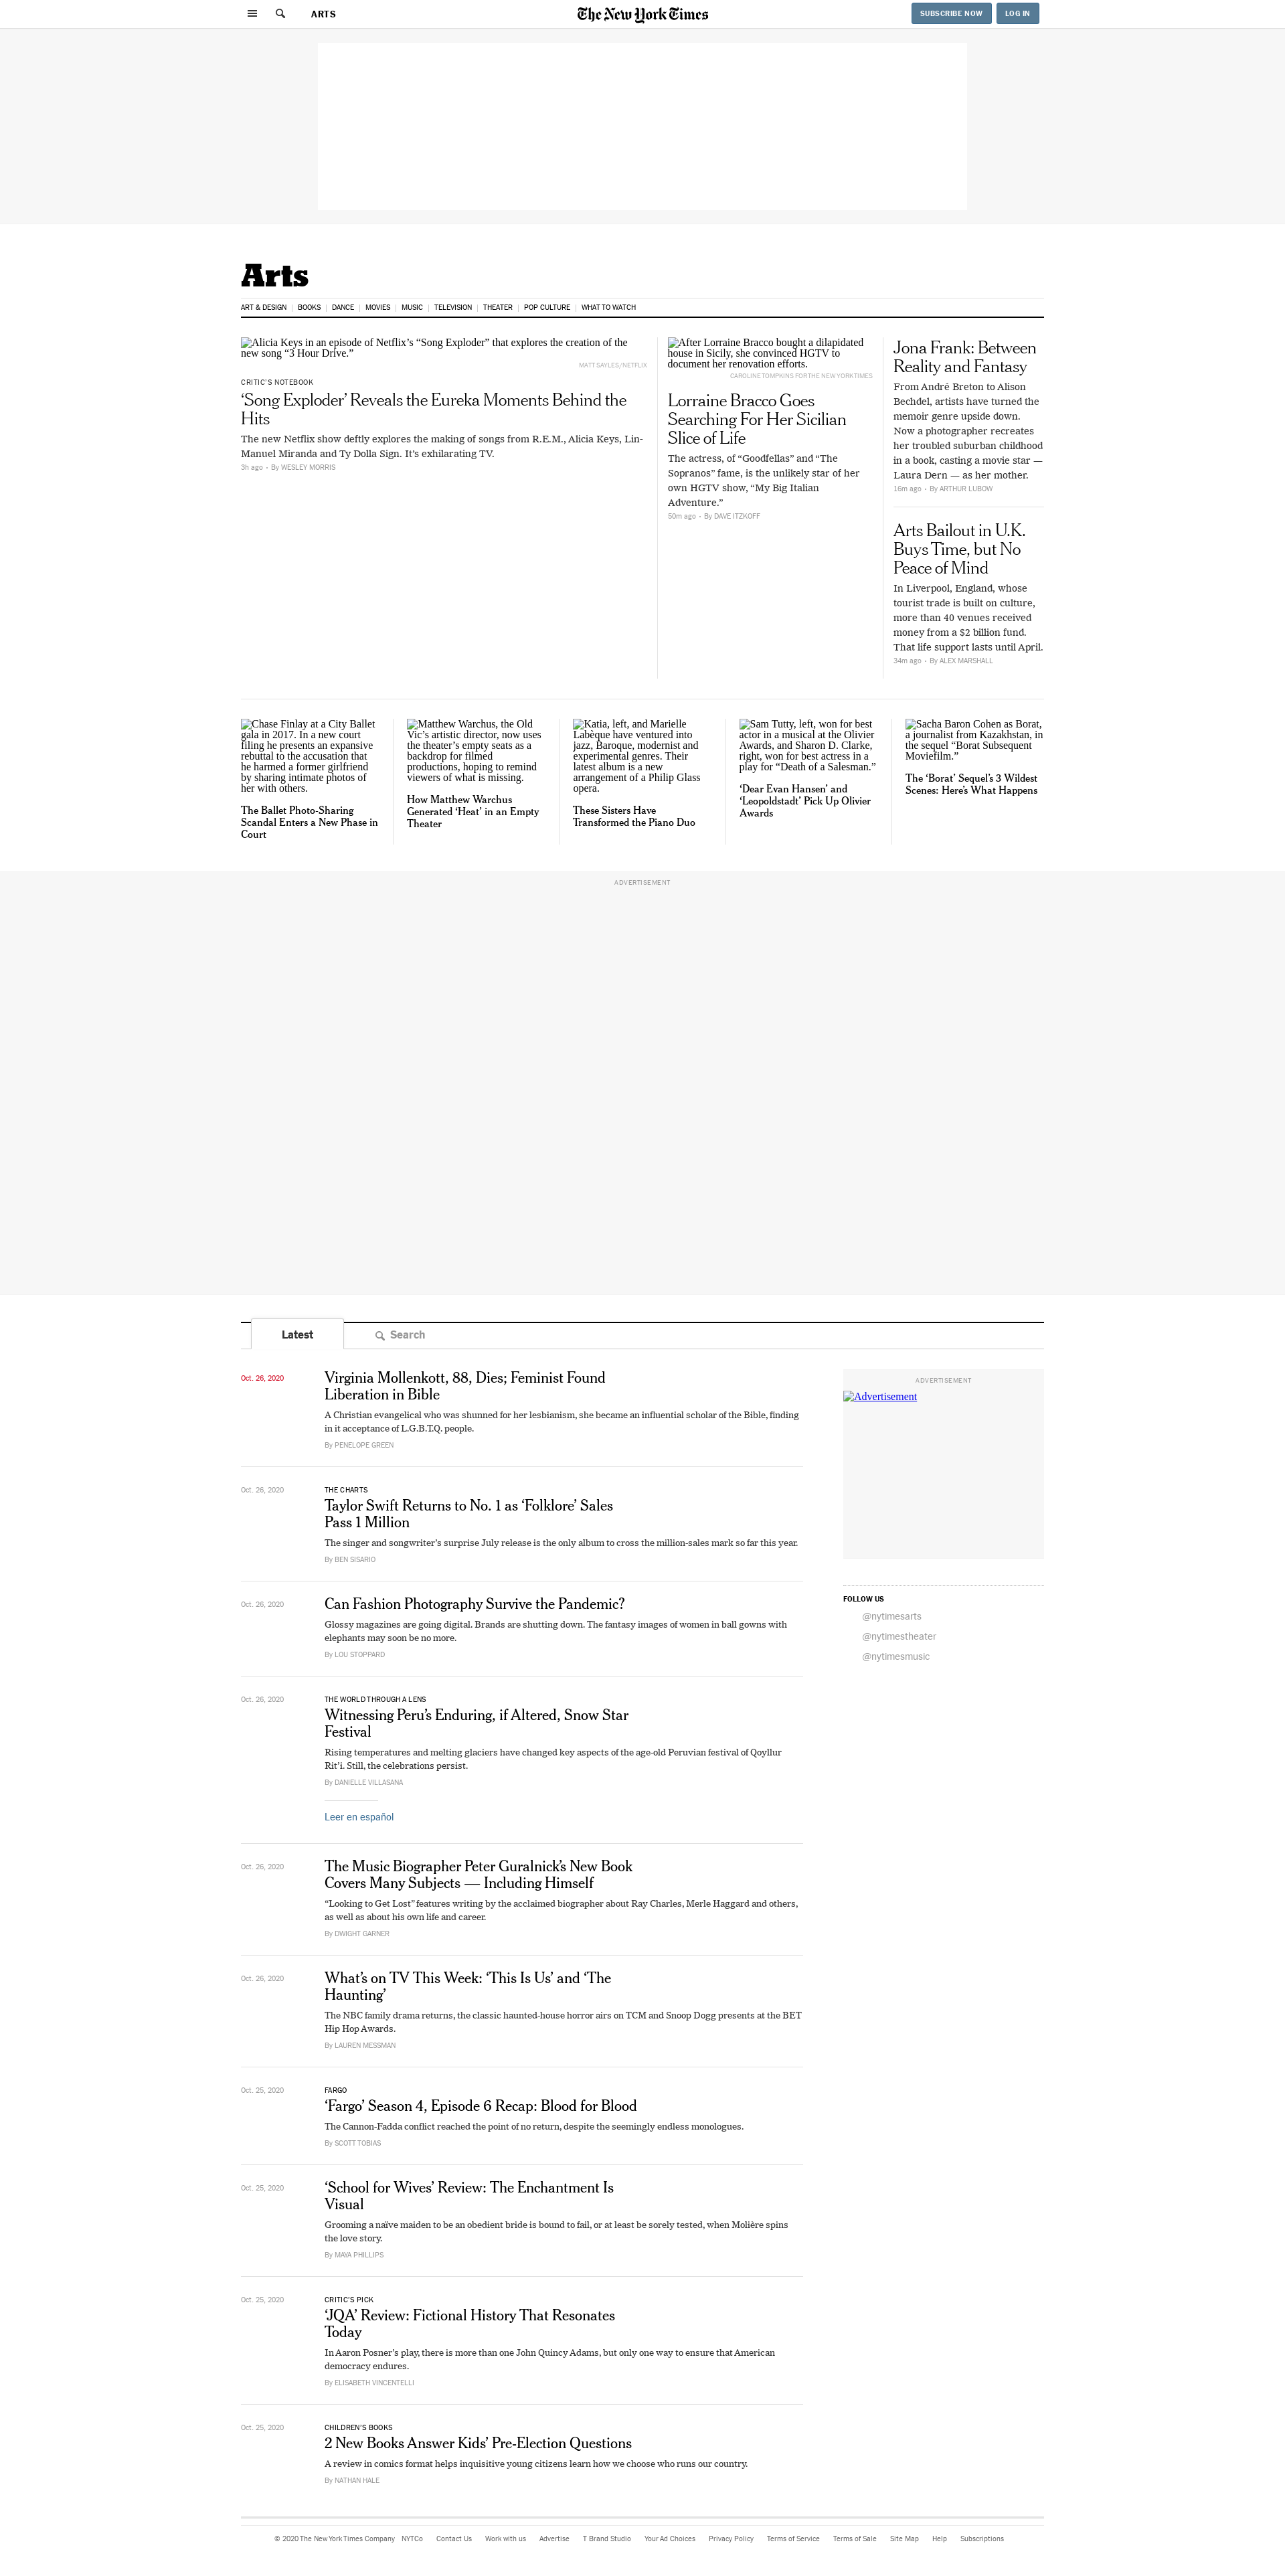 ARTS
The New York Times
SUBSCRIBE NOW
LOG IN
Arts
ART & DESIGN
BOOKS
DANCE
MOVIES
MUSIC
TELEVISION
THEATER
POP CULTURE
WHAT TO WATCH
Alicia Keys in an episode of Netflix’s “Song Exploder” that explores the creation of the
new song “3 Hour Drive.”
MATT SAYLES/NETFLIX
CRITIC’S NOTEBOOK
‘Song Exploder’ Reveals the Eureka Moments Behind the
Hits
The new Netflix show deftly explores the making of songs from R.E.M., Alicia Keys, Lin-
Manuel Miranda and Ty Dolla Sign. It’s exhilarating TV.
3h ago • By WESLEY MORRIS
After Lorraine Bracco bought a dilapidated
house in Sicily, she convinced HGTV to
document her renovation efforts.
CAROLINE TOMPKINS FOR THE NEW YORK TIMES
Lorraine Bracco Goes
Searching For Her Sicilian
Slice of Life
The actress, of “Goodfellas” and “The
Sopranos” fame, is the unlikely star of her
own HGTV show, “My Big Italian
Adventure.”
50m ago • By DAVE ITZKOFF
Jona Frank: Between
Reality and Fantasy
From André Breton to Alison
Bechdel, artists have turned the
memoir genre upside down.
Now a photographer recreates
her troubled suburban childhood
in a book, casting a movie star —
Laura Dern — as her mother.
16m ago • By ARTHUR LUBOW
Arts Bailout in U.K.
Buys Time, but No
Peace of Mind
In Liverpool, England, whose
tourist trade is built on culture,
more than 40 venues received
money from a $2 billion fund.
That life support lasts until April.
34m ago • By ALEX MARSHALL
Chase Finlay at a City Ballet
gala in 2017. In a new court
filing he presents an expansive
rebuttal to the accusation that
he harmed a former girlfriend
by sharing intimate photos of
her with others.
The Ballet Photo-Sharing
Scandal Enters a New Phase in
Court
Matthew Warchus, the Old
Vic’s artistic director, now uses
the theater’s empty seats as a
backdrop for filmed
productions, hoping to remind
viewers of what is missing.
How Matthew Warchus
Generated ‘Heat’ in an Empty
Theater
Katia, left, and Marielle
Labèque have ventured into
jazz, Baroque, modernist and
experimental genres. Their
latest album is a new
arrangement of a Philip Glass
opera.
These Sisters Have
Transformed the Piano Duo
Sam Tutty, left, won for best
actor in a musical at the Olivier
Awards, and Sharon D. Clarke,
right, won for best actress in a
play for “Death of a Salesman.”
‘Dear Evan Hansen’ and
‘Leopoldstadt’ Pick Up Olivier
Awards
Sacha Baron Cohen as Borat,
a journalist from Kazakhstan, in
the sequel “Borat Subsequent
Moviefilm.”
The ‘Borat’ Sequel’s 3 Wildest
Scenes: Here’s What Happens
ADVERTISEMENT
Latest
Search
Oct. 26, 2020
Virginia Mollenkott, 88, Dies; Feminist Found
Liberation in Bible
A Christian evangelical who was shunned for her lesbianism, she became an influential scholar of the Bible, finding
in it acceptance of L.G.B.T.Q. people.
By PENELOPE GREEN
ADVERTISEMENT
Advertisement
FOLLOW US
@nytimesarts
@nytimestheater
@nytimesmusic
Oct. 26, 2020
THE CHARTS
Taylor Swift Returns to No. 1 as ‘Folklore’ Sales
Pass 1 Million
The singer and songwriter’s surprise July release is the only album to cross the million-sales mark so far this year.
By BEN SISARIO
Oct. 26, 2020
Can Fashion Photography Survive the Pandemic?
Glossy magazines are going digital. Brands are shutting down. The fantasy images of women in ball gowns with
elephants may soon be no more.
By LOU STOPPARD
Oct. 26, 2020
THE WORLD THROUGH A LENS
Witnessing Peru’s Enduring, if Altered, Snow Star
Festival
Rising temperatures and melting glaciers have changed key aspects of the age-old Peruvian festival of Qoyllur
Rit’i. Still, the celebrations persist.
By DANIELLE VILLASANA
Leer en español
Oct. 26, 2020
The Music Biographer Peter Guralnick’s New Book
Covers Many Subjects — Including Himself
“Looking to Get Lost” features writing by the acclaimed biographer about Ray Charles, Merle Haggard and others,
as well as about his own life and career.
By DWIGHT GARNER
Oct. 26, 2020
What’s on TV This Week: ‘This Is Us’ and ‘The
Haunting’
The NBC family drama returns, the classic haunted-house horror airs on TCM and Snoop Dogg presents at the BET
Hip Hop Awards.
By LAUREN MESSMAN
Oct. 25, 2020
FARGO
‘Fargo’ Season 4, Episode 6 Recap: Blood for Blood
The Cannon-Fadda conflict reached the point of no return, despite the seemingly endless monologues.
By SCOTT TOBIAS
Oct. 25, 2020
‘School for Wives’ Review: The Enchantment Is
Visual
Grooming a naïve maiden to be an obedient bride is bound to fail, or at least be sorely tested, when Molière spins
the love story.
By MAYA PHILLIPS
Oct. 25, 2020
CRITIC’S PICK
‘JQA’ Review: Fictional History That Resonates
Today
In Aaron Posner’s play, there is more than one John Quincy Adams, but only one way to ensure that American
democracy endures.
By ELISABETH VINCENTELLI
Oct. 25, 2020
CHILDREN’S BOOKS
2 New Books Answer Kids’ Pre-Election Questions
A review in comics format helps inquisitive young citizens learn how we choose who runs our country.
By NATHAN HALE
© 2020 The New York Times Company
NYTCo
Contact Us
Work with us
Advertise
T Brand Studio
Your Ad Choices
Privacy Policy
Terms of Service
Terms of Sale
Site Map
Help
Subscriptions